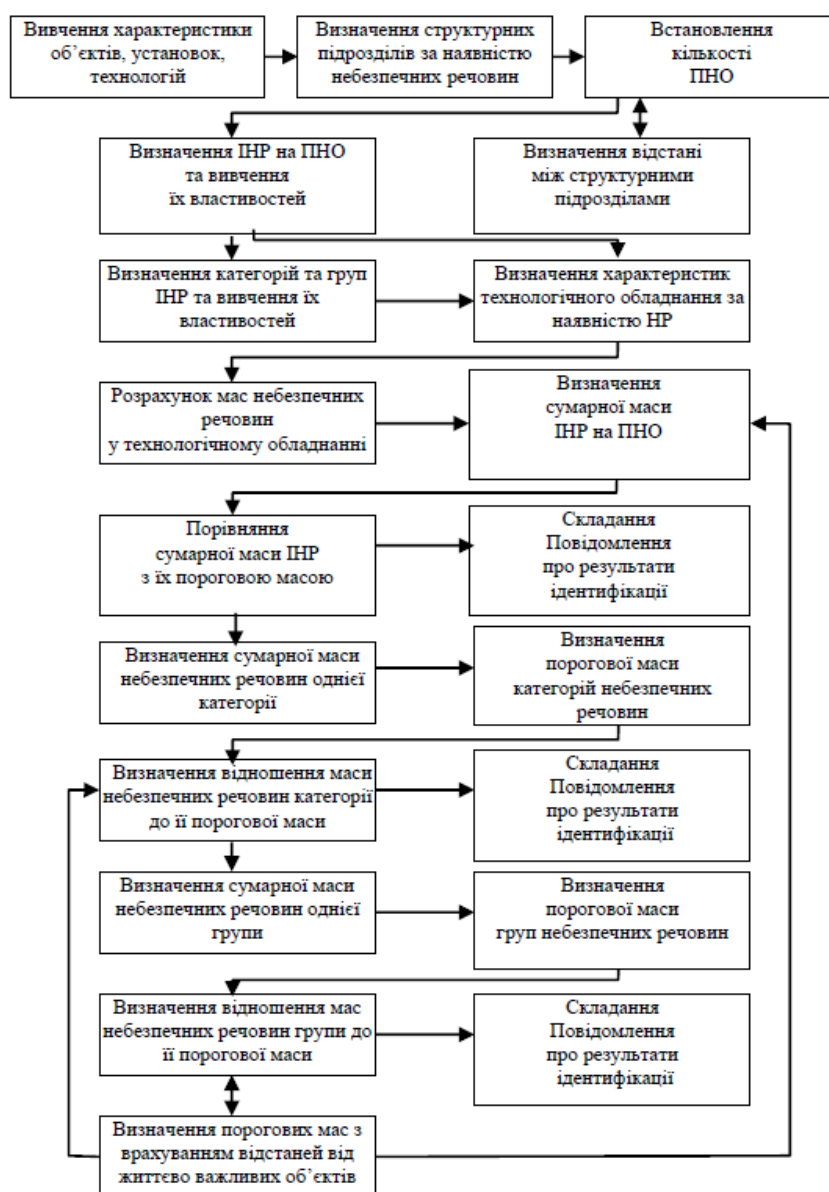 Вивчення характеристики
об’єктів, установок,
технологій
Визначення структурних
підрозділів за наявністю
небезпечних речовин
Встановлення
кількості
ПНО
Визначення ІНР на ПНО
та вивчення
їх властивостей
Визначення відстані
між структурними
підрозділами
Визначення категорій та груп
ІНР та вивчення їх
властивостей
Визначення характеристик
технологічного обладнання за
наявністю НР
Розрахунок мас небезпечних
речовин
у технологічному обладнанні
Визначення
сумарної маси
ІНР на ПНО
Порівняння
сумарної маси ІНР
з їх пороговою масою
Складання
Повідомлення
про результати
ідентифікації
Визначення сумарної маси
небезпечних речовин однієї
категорії
Визначення
порогової маси
категорій небезпечних
речовин
Визначення відношення маси
небезпечних речовин категорії
до її порогової маси
Складання
Повідомлення
про результати
ідентифікації
Визначення сумарної маси
небезпечних речовин однієї
групи
Визначення
порогової маси
груп небезпечних речовин
Визначення відношення мас
небезпечних речовин групи до
її порогової маси
Складання
Повідомлення
про результати
ідентифікації
Визначення порогових мас з
врахуванням відстаней від
життєво важливих об’єктів